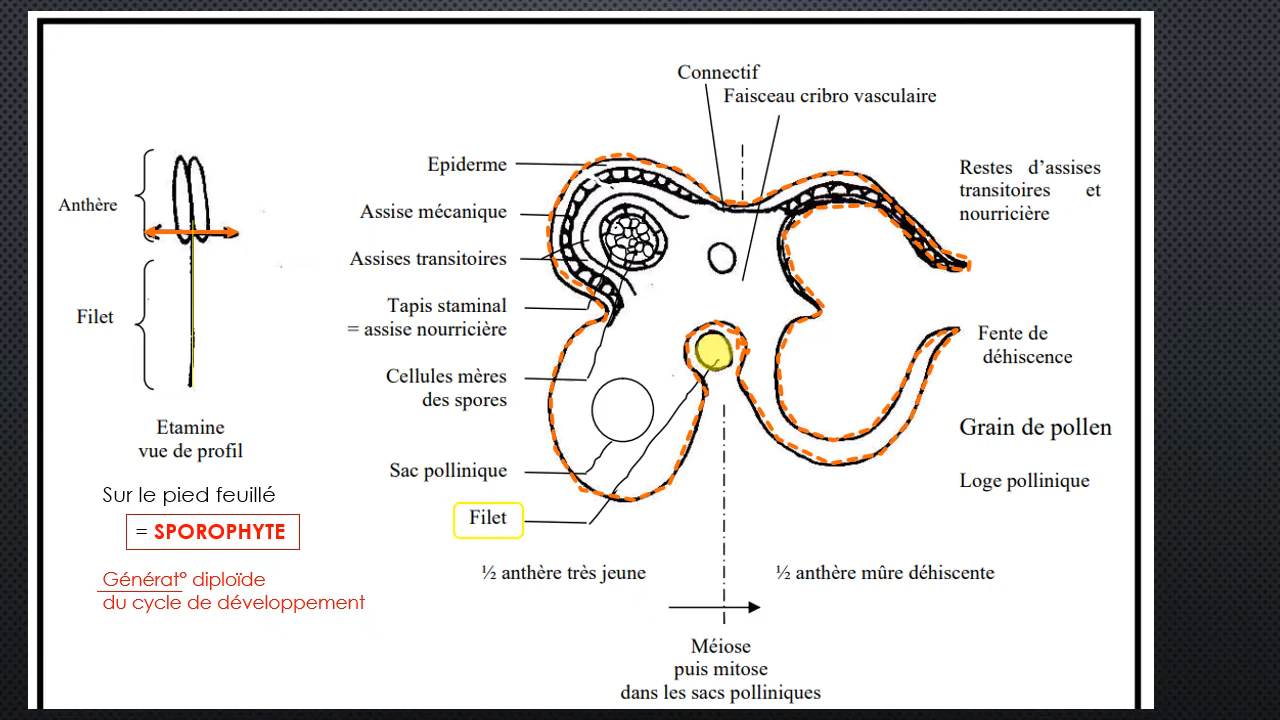 Connectif
Faisceau cribro vasculaire
Epiderme
Assise mécanique
Assises transitoires
Tapis staminal
= assise nourricière
Cellules mères
des spores
Sac pollinique
Filet
Restes d’assises
transitoires et
nourricière
Fente de
déhiscence
Grain de pollen
Loge pollinique
Anthère
Filet
Etamine
vue de profil
Sur le pied feuillé
= SPOROPHYTE
Générat° diploïde
du cycle de développement
½ anthère très jeune
½ anthère mûre déhiscente
Méiose
puis mitose
dans les sacs polliniques